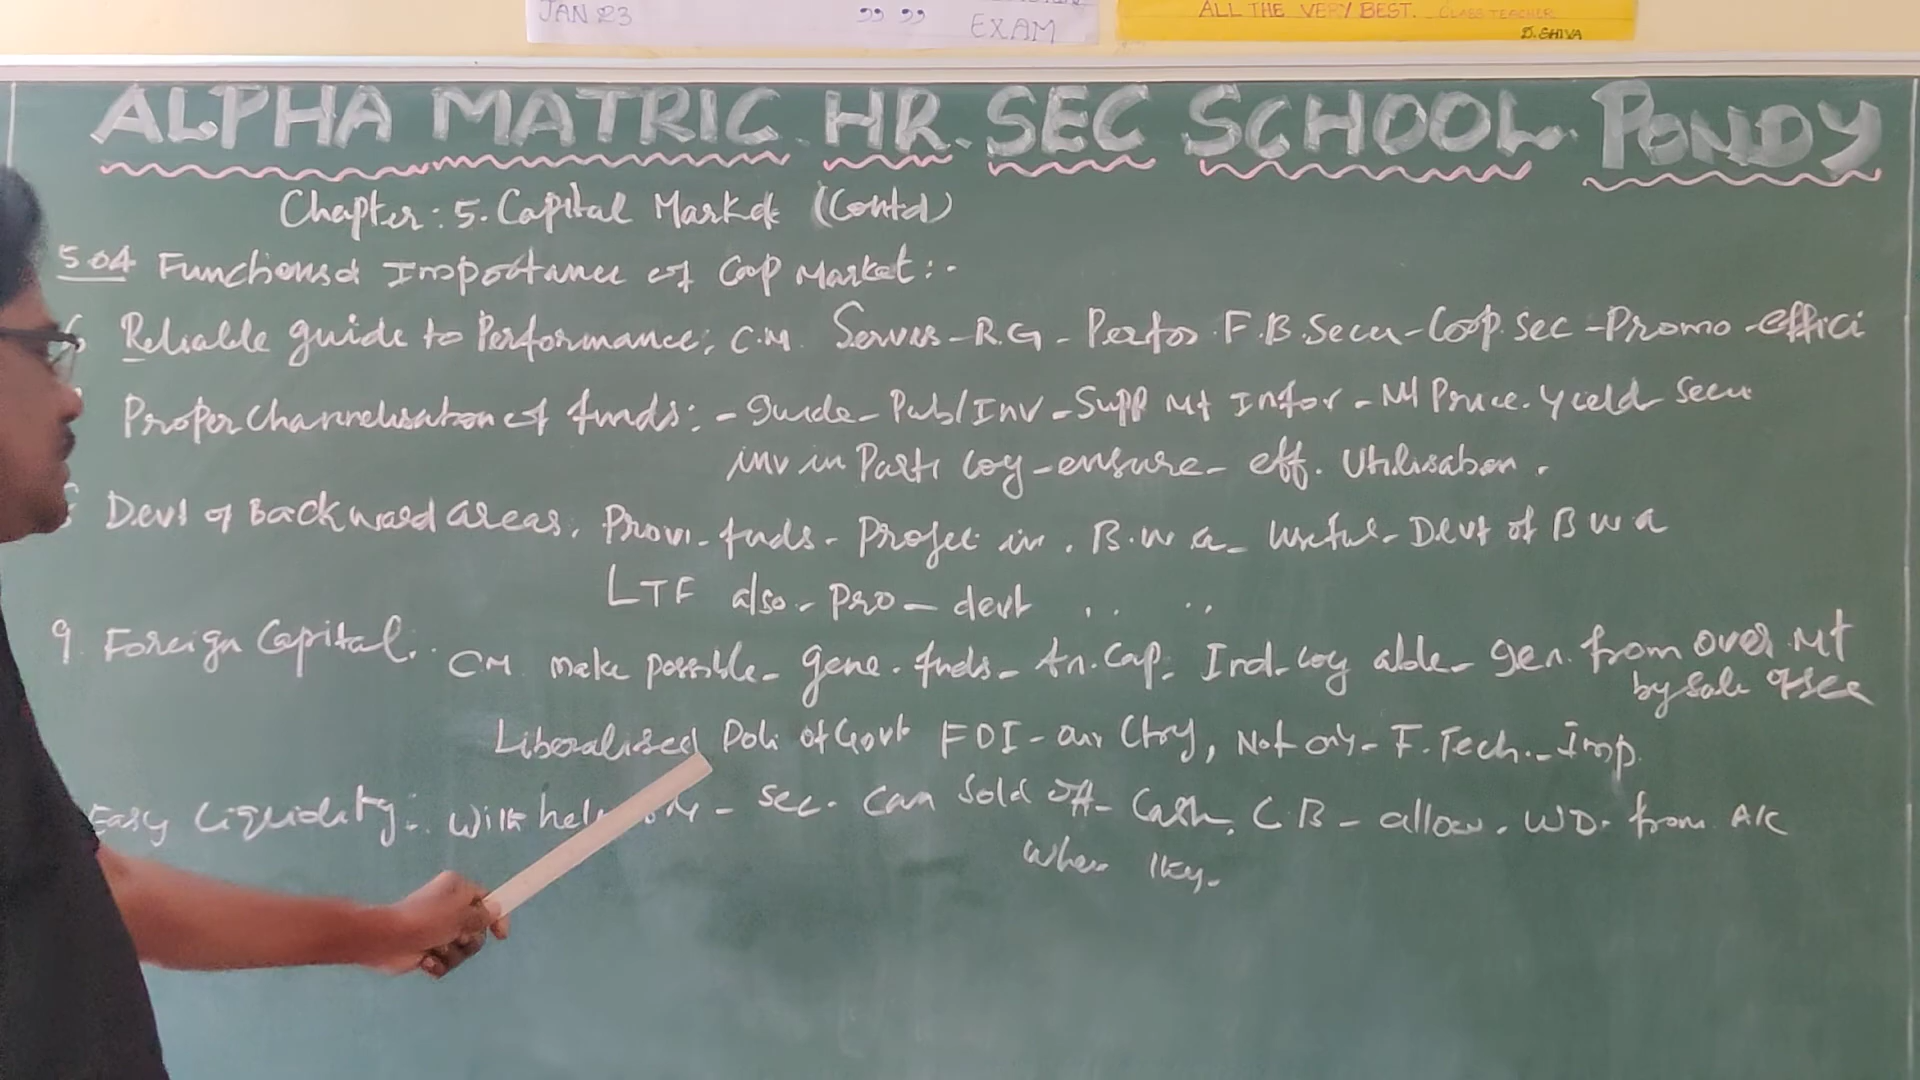 JAN 23
EXAM
ALL THE VERY BEST. CLASS TEACHER
D. SHIVA
ALPHA MATRIC. HR. SEC SCHOOL. PONDY
Chapter: 5. Capital Market (Contd)
504 Functions & Importance of Cap Market:-
6 Reliable guide to Performance: C.M. Serves - R.G - Perfor. F.B. Secu - Corp. Sec - Promo - effici
Proper Channelisation of funds: - guide - Pub/Inv - Supp Mt Infor - Mt Price. Yield Secu
inv in Parti Coy - ensure - eff. Utilisation.
Devt of Backward areas. Provi. funds - Project in. B.W.a - Useful - Devt of B W a
LTF also - pro - devt " "
9. Foreign Capital. CM make possible - gene. funds - Fn. Cap. Ind. Coy able - gen. from over. Mt
by sale of sec
Liberalised Poli of Govt FDI - our Ctry, Not only - F. Tech. - Imp.
Easy Liquidity: With help - Sec. Can Sold off - Cash. C.B - allow. WD. from A/c
When